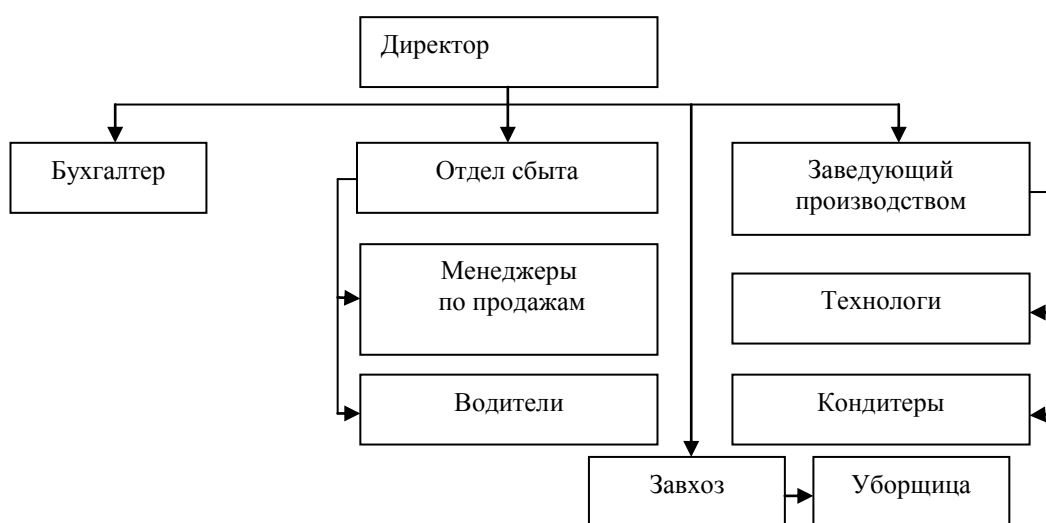 Директор
Бухгалтер
Отдел сбыта
Заведующий
производством
Менеджеры
по продажам
Технологи
Водители
Кондитеры
Завхоз
Уборщица